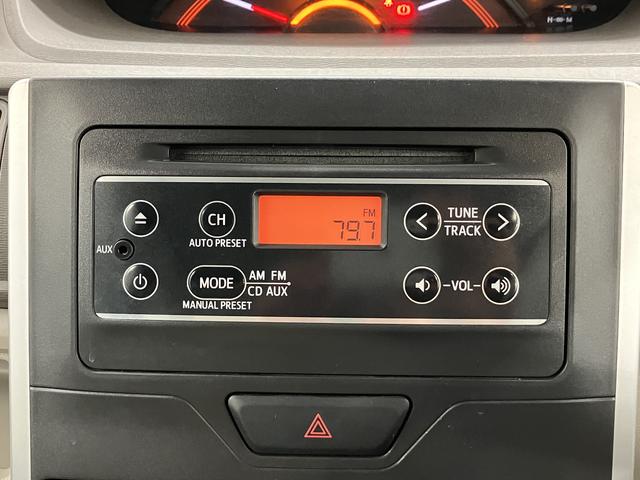 FM
79.7
CH
AUTO PRESET
TUNE
TRACK
AUX
MODE
AM FM
CD AUX
MANUAL PRESET
-VOL-